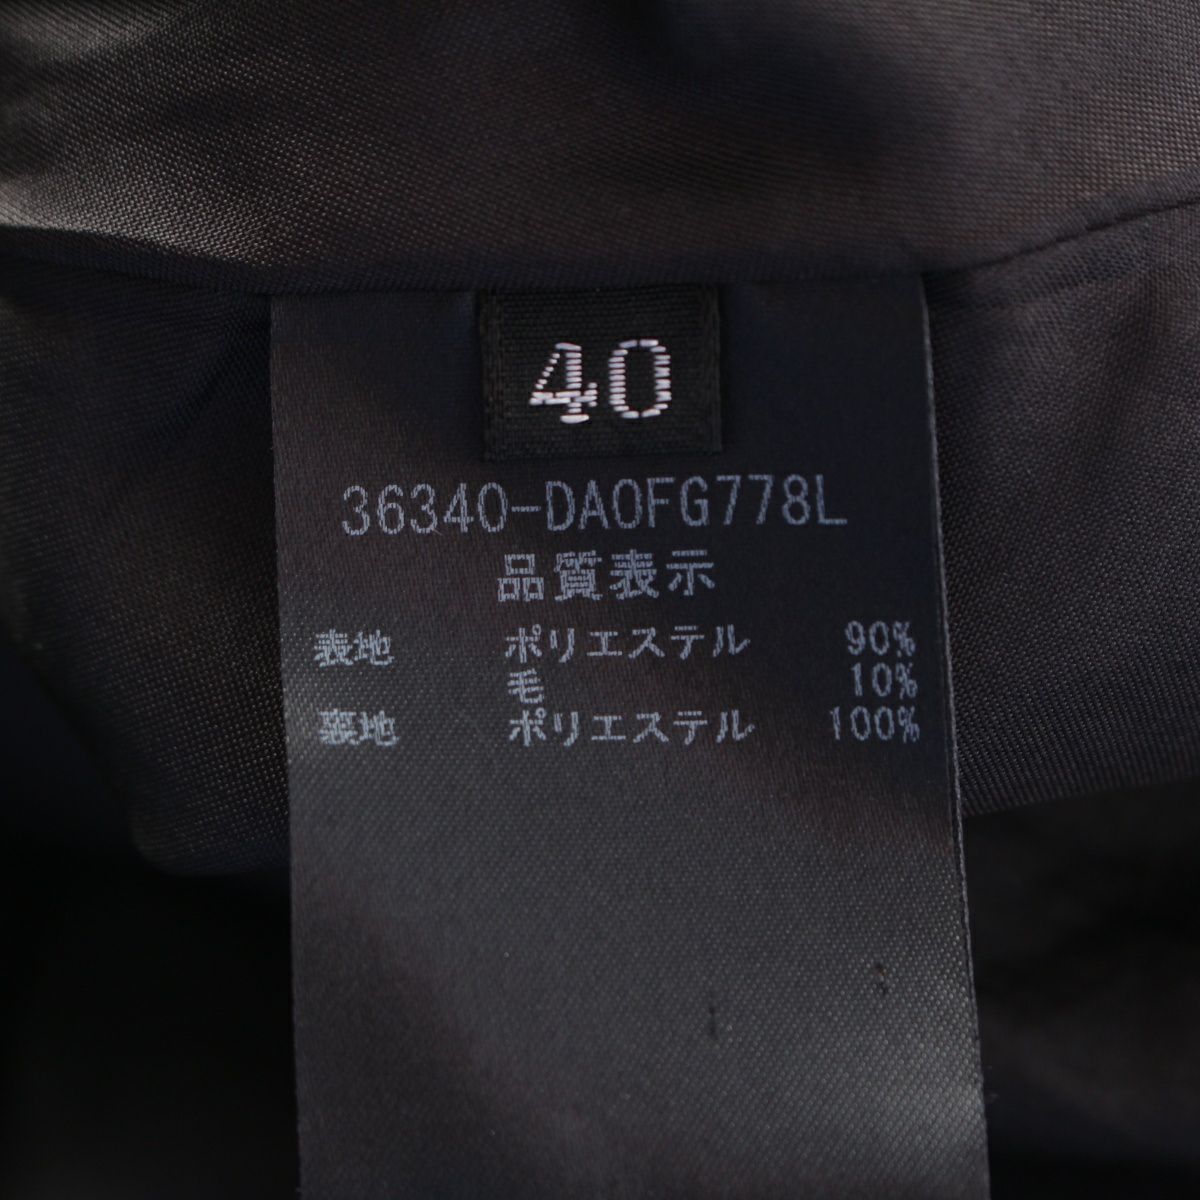 40
36340-DA0FG778L
品質表示
表地 ポリエステル 90%
毛 10%
裏地 ポリエステル 100%